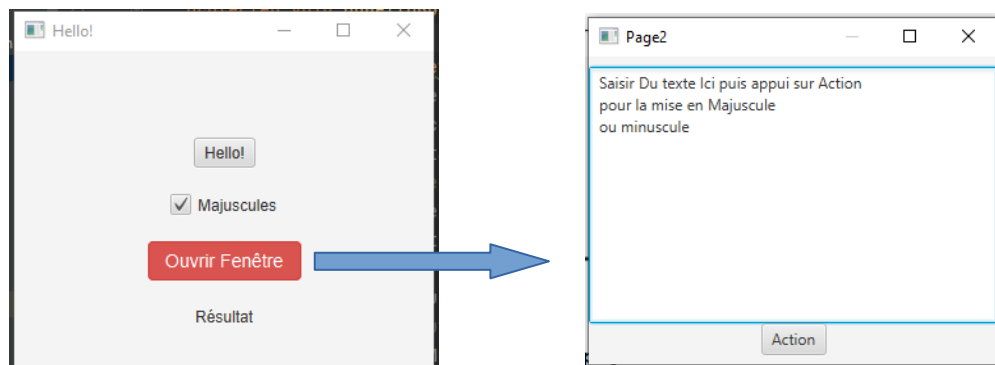 Hello!
Hello!
Majuscules
Ouvrir Fenêtre
Résultat
Page2
Saisir Du texte Ici puis appui sur Action
pour la mise en Majuscule
ou minuscule
Action